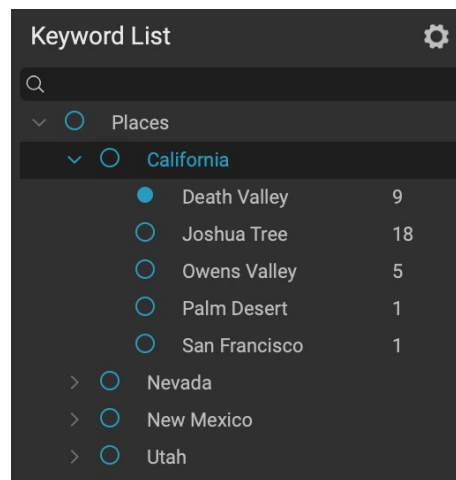 Keyword List
Places
California
Death Valley 9
Joshua Tree 18
Owens Valley 5
Palm Desert 1
San Francisco 1
Nevada
New Mexico
Utah